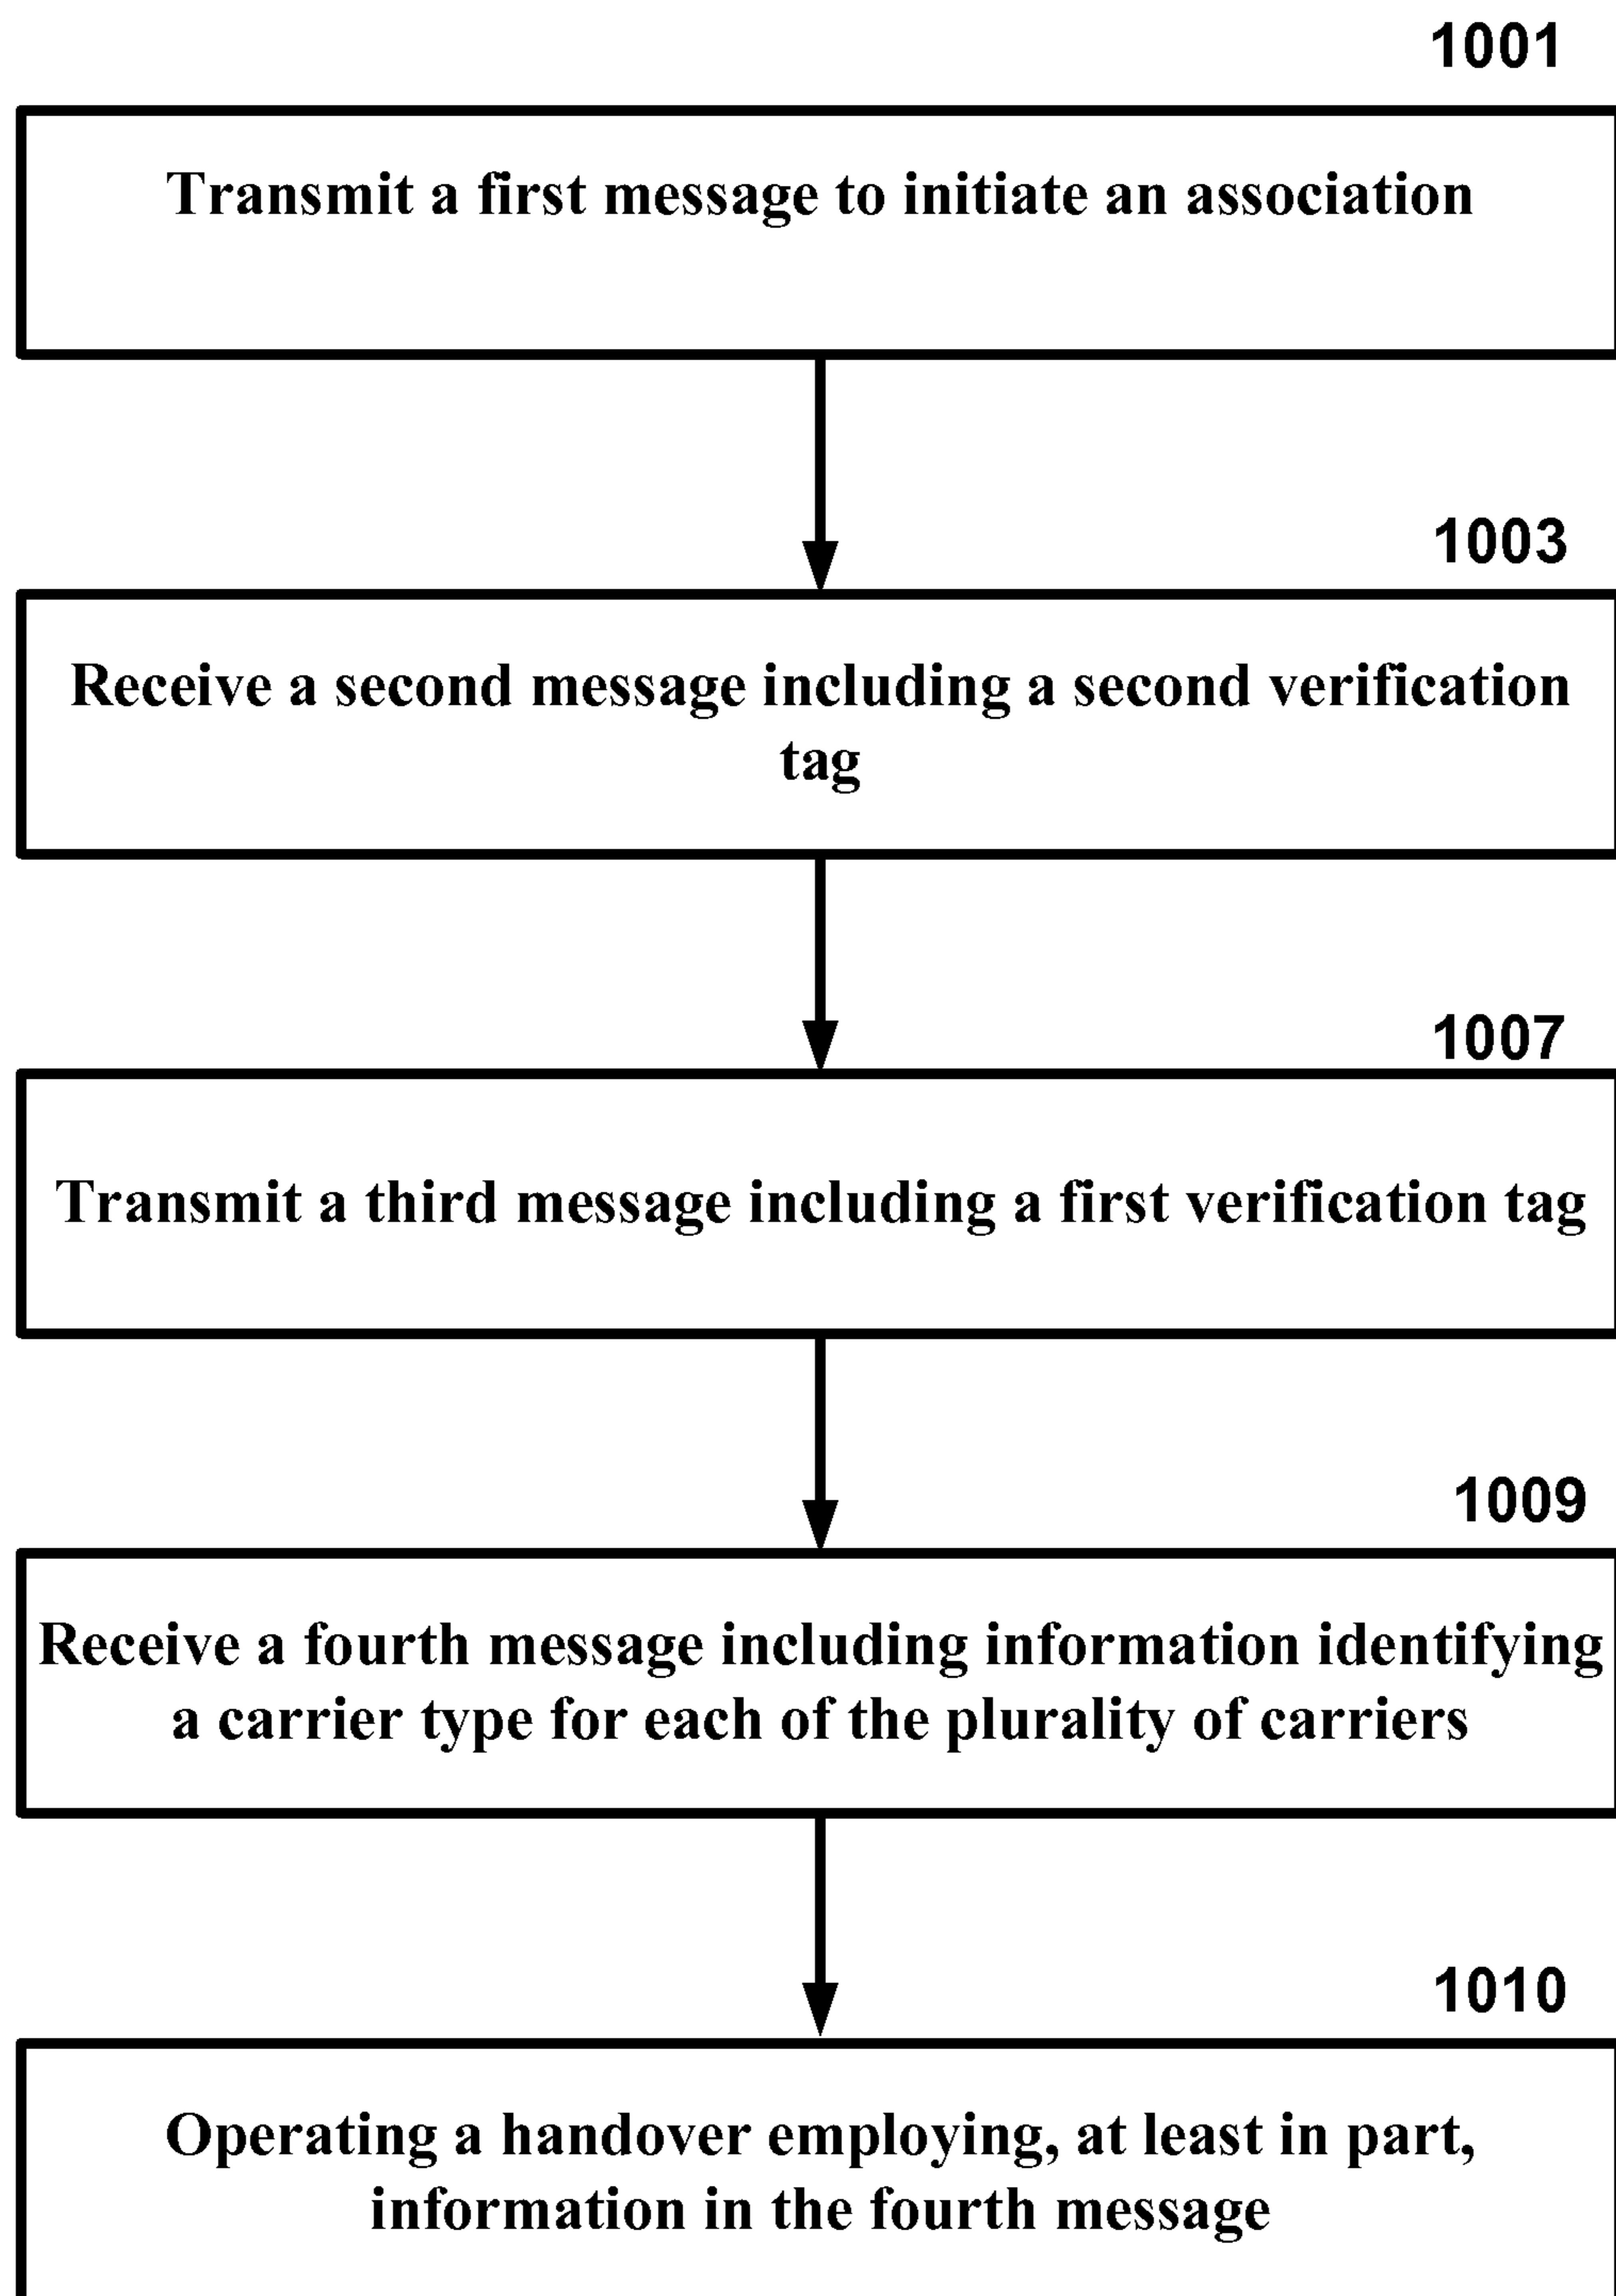 1001
Transmit a first message to initiate an association
1003
Receive a second message including a second verification
tag
1007
Transmit a third message including a first verification tag
1009
Receive a fourth message including information identifying
a carrier type for each of the plurality of carriers
1010
Operating a handover employing, at least in part,
information in the fourth message